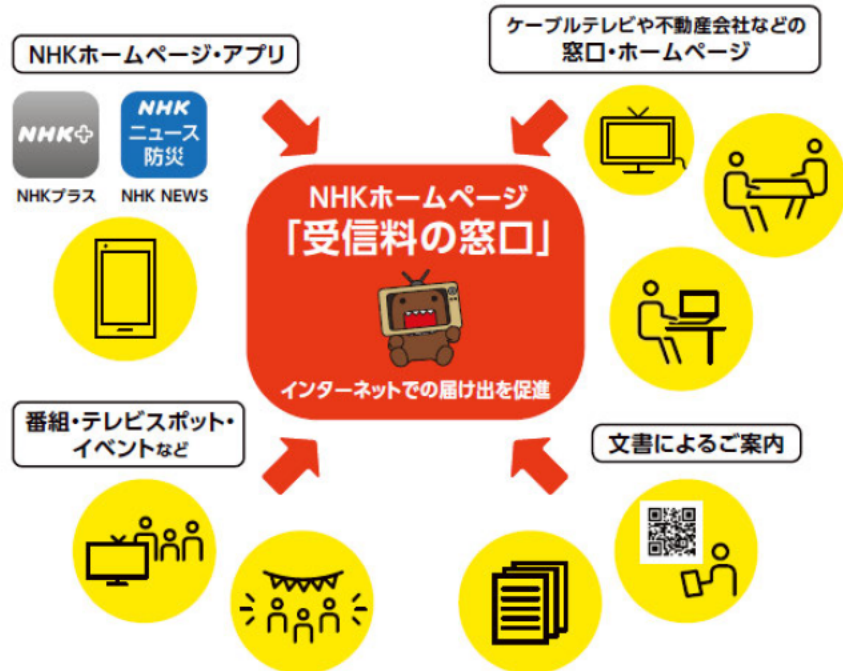 NHKホームページ・アプリ
NHK+
NHKプラス
NHK
ニュース
防災
NHK NEWS
ケーブルテレビや不動産会社などの
窓口・ホームページ
NHKホームページ
「受信料の窓口」
インターネットでの届け出を促進
番組・テレビスポット・
イベントなど
文書によるご案内